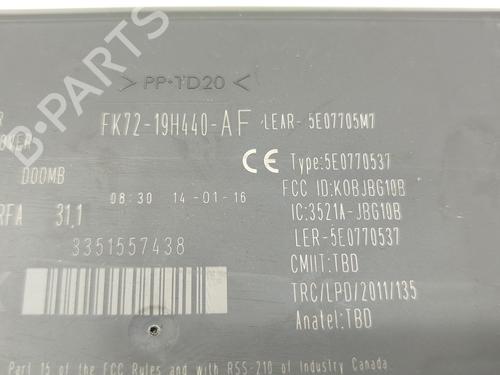 > PP-TD20 <
FK72-19H440-AF LEAR- 5E07705M7
CE Type:5E0770537
D00MB FCC ID:KOBJBG10B
08:30 14-01-16
RFA 31.1 IC:3521A-JBG10B
LER-5E0770537
3351557438 CMIIT:TBD
TRC/LPD/2011/135
Anatel:TBD
Part 15 of the FCC Rules and with RSS-210 of Industry Canada.
B-PARTS